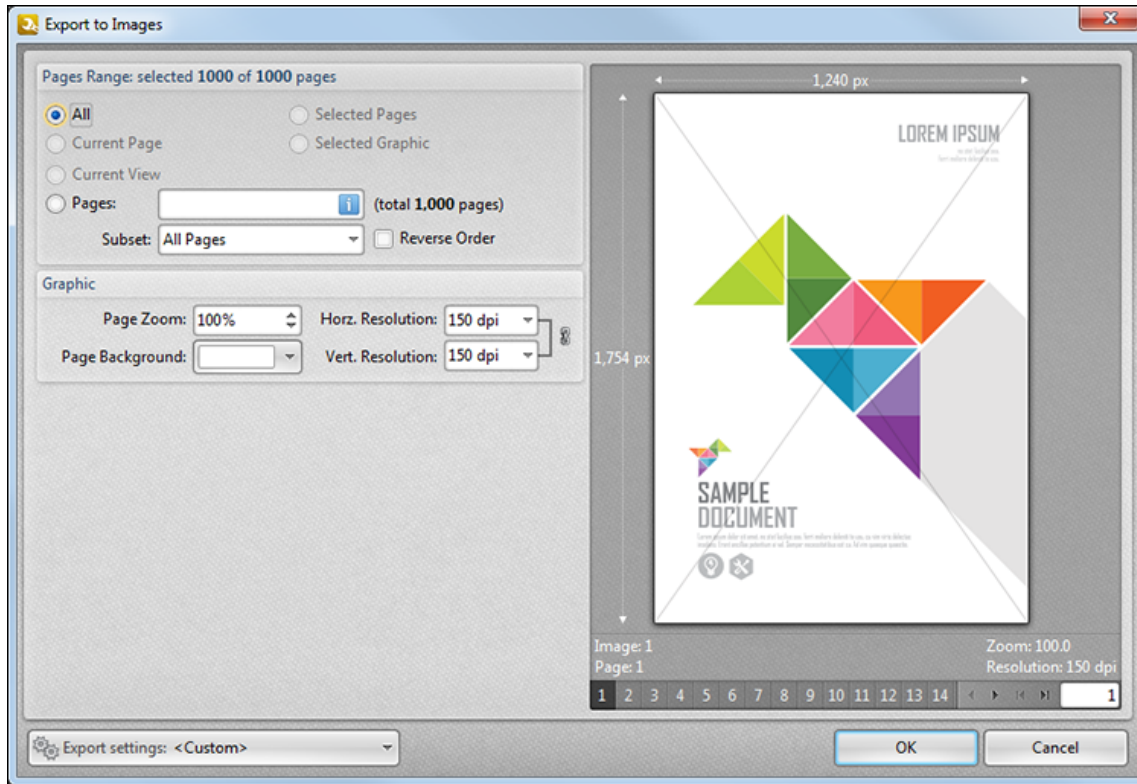 Export to Images
Pages Range: selected 1000 of 1000 pages
All
Selected Pages
Current Page
Selected Graphic
Current View
Pages:
(total 1,000 pages)
Subset: All Pages
Reverse Order
Graphic
Page Zoom: 100%
Horz. Resolution: 150 dpi
Page Background:
Vert. Resolution: 150 dpi
1,240 px
1,754 px
LOREM IPSUM
SAMPLE
DOCUMENT
Image: 1
Zoom: 100.0
Page: 1
Resolution: 150 dpi
1 2 3 4 5 6 7 8 9 10 11 12 13 14 1
Export settings: <Custom>
OK
Cancel